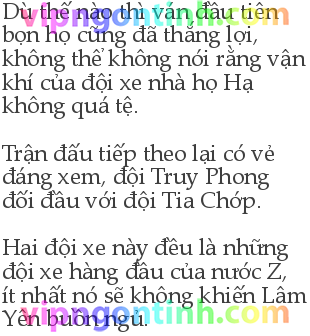 vipngontinh.com
Dù thế nào thì ván đầu tiên
bọn họ cũng đã thắng lợi,
không thể không nói rằng vận
khí của đội xe nhà họ Hạ
không quá tệ.
Trận đấu tiếp theo lại có vẻ
đáng xem, đội Truy Phong
đối đầu với đội Tia Chớp.
Hai đội xe này đều là những
đội xe hàng đầu của nước Z,
ít nhất nó sẽ không khiến Lâm
Yên buồn ngủ.
vipngontinh.com